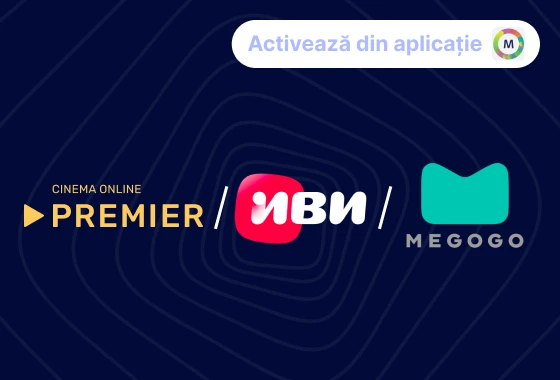 Activează din aplicație
M
CINEMA ONLINE
PREMIER / иви / MEGOGO